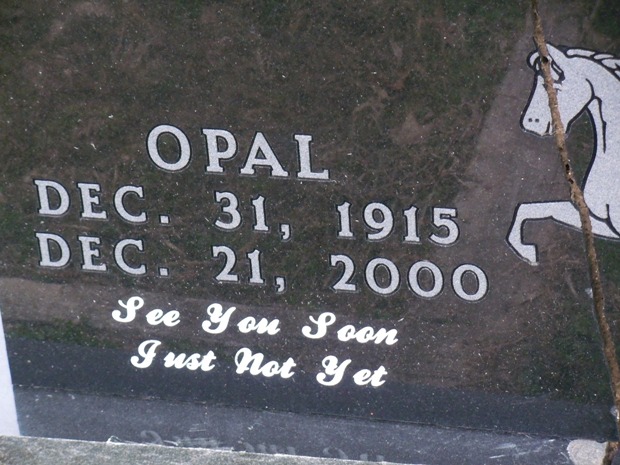 OPAL
DEC. 31, 1915
DEC. 21, 2000
See You Soon
Just Not Yet